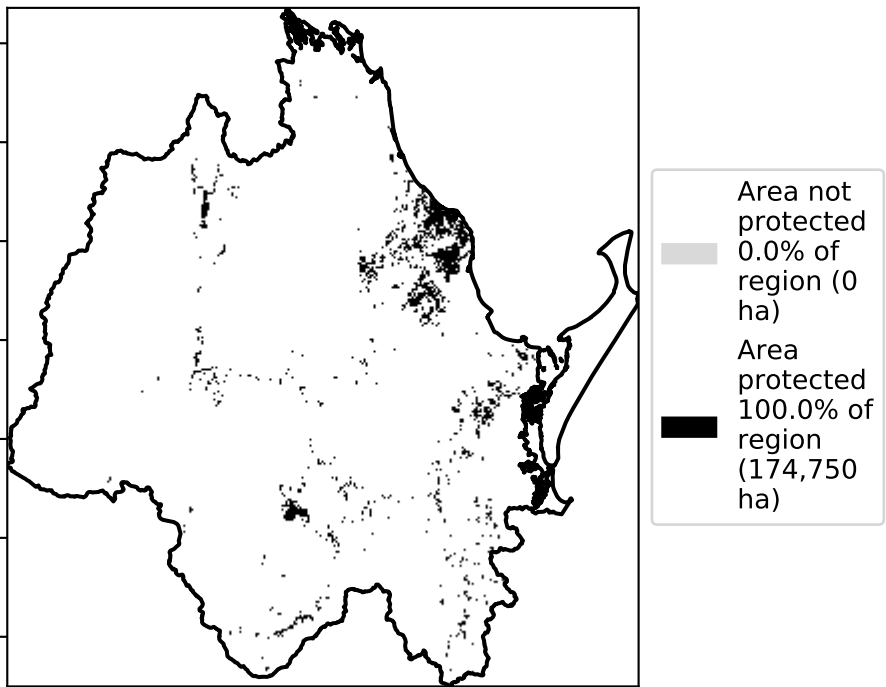 Area not
protected
0.0% of
region (0
ha)
Area
protected
100.0% of
region
(174,750
ha)